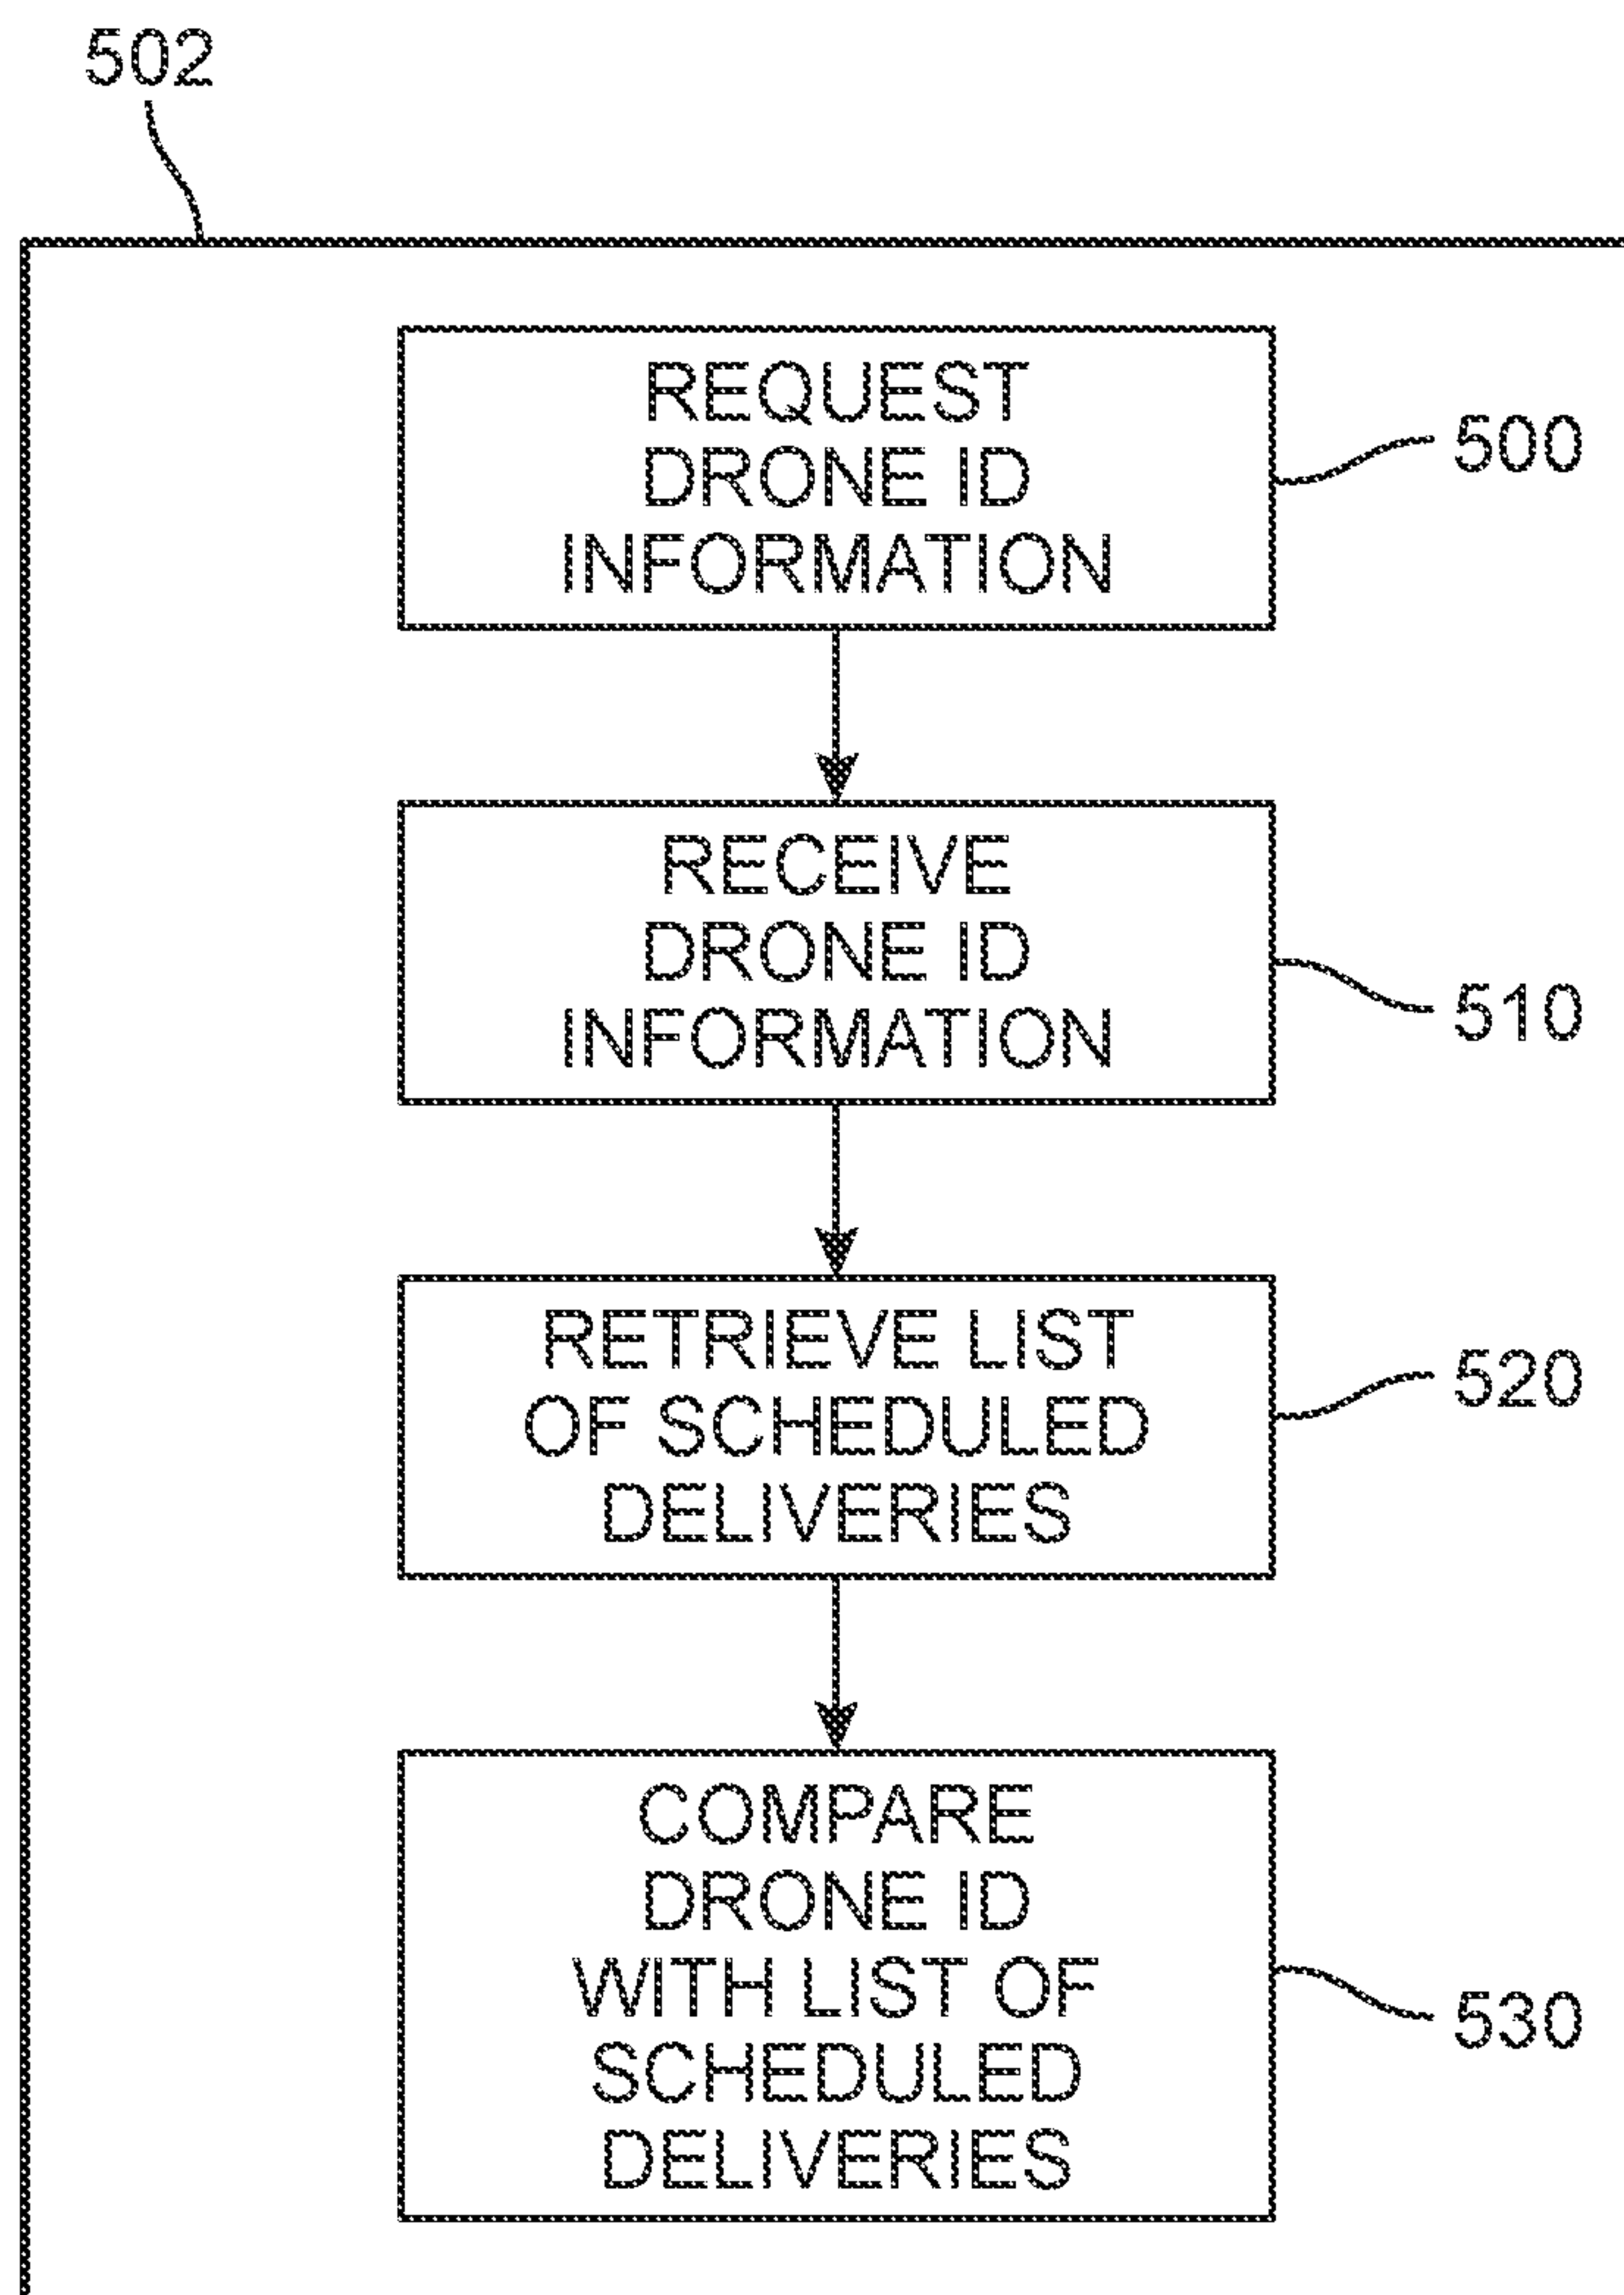 502
REQUEST
DRONE ID
INFORMATION
500
RECEIVE
DRONE ID
INFORMATION
510
RETRIEVE LIST
OF SCHEDULED
DELIVERIES
520
COMPARE
DRONE ID
WITH LIST OF
SCHEDULED
DELIVERIES
530